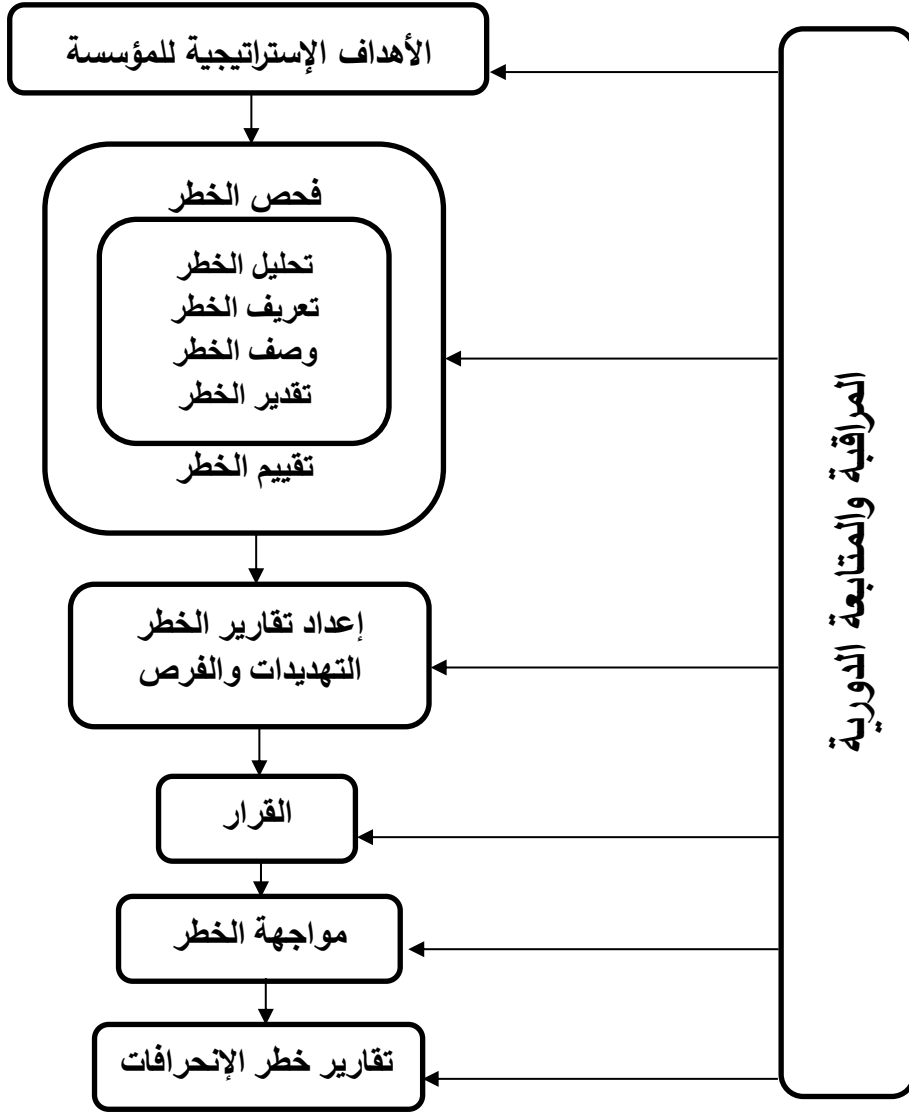 الأهداف الإستراتيجية للمؤسسة
فحص الخطر
تحليل الخطر
تعريف الخطر
وصف الخطر
تقدير الخطر
تقييم الخطر
إعداد تقارير الخطر
التهديدات والفرص
القرار
مواجهة الخطر
تقارير خطر الإنحرافات
المراقبة والمتابعة الدورية